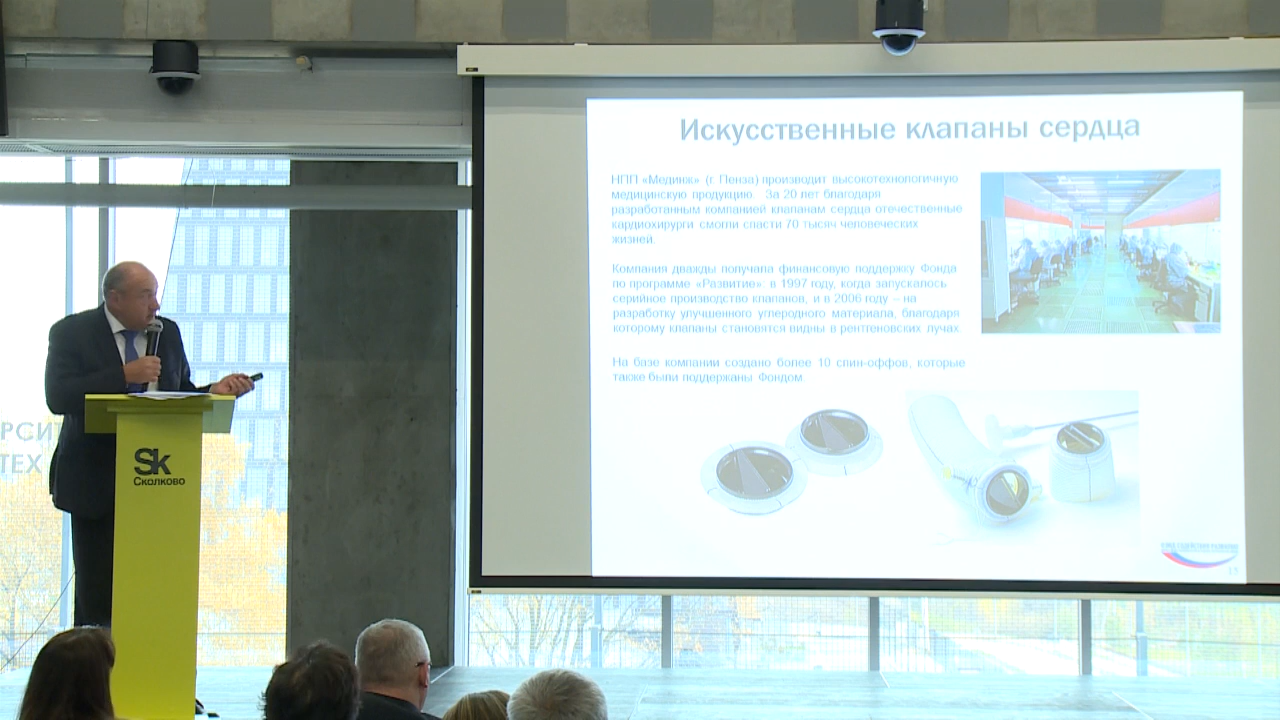 Искусственные клапаны сердца
НПП «Мединж» (г. Пенза) производит высокотехнологичную
медицинскую продукцию. За 20 лет благодаря
разработанным компанией клапанам сердца отечественные
кардиохирурги смогли спасти 70 тысяч человеческих
жизней.
Компания дважды получала финансовую поддержку Фонда
по программе «Развитие»: в 1997 году, когда запускалось
серийное производство клапанов, и в 2006 году – на
разработку улучшенного углеродного материала, благодаря
которому клапаны становятся видны в рентгеновских лучах.
На базе компании создано более 10 спин-оффов, которые
также были поддержаны Фондом.
15
РСИТ
ТЕХ
Sk
Сколково